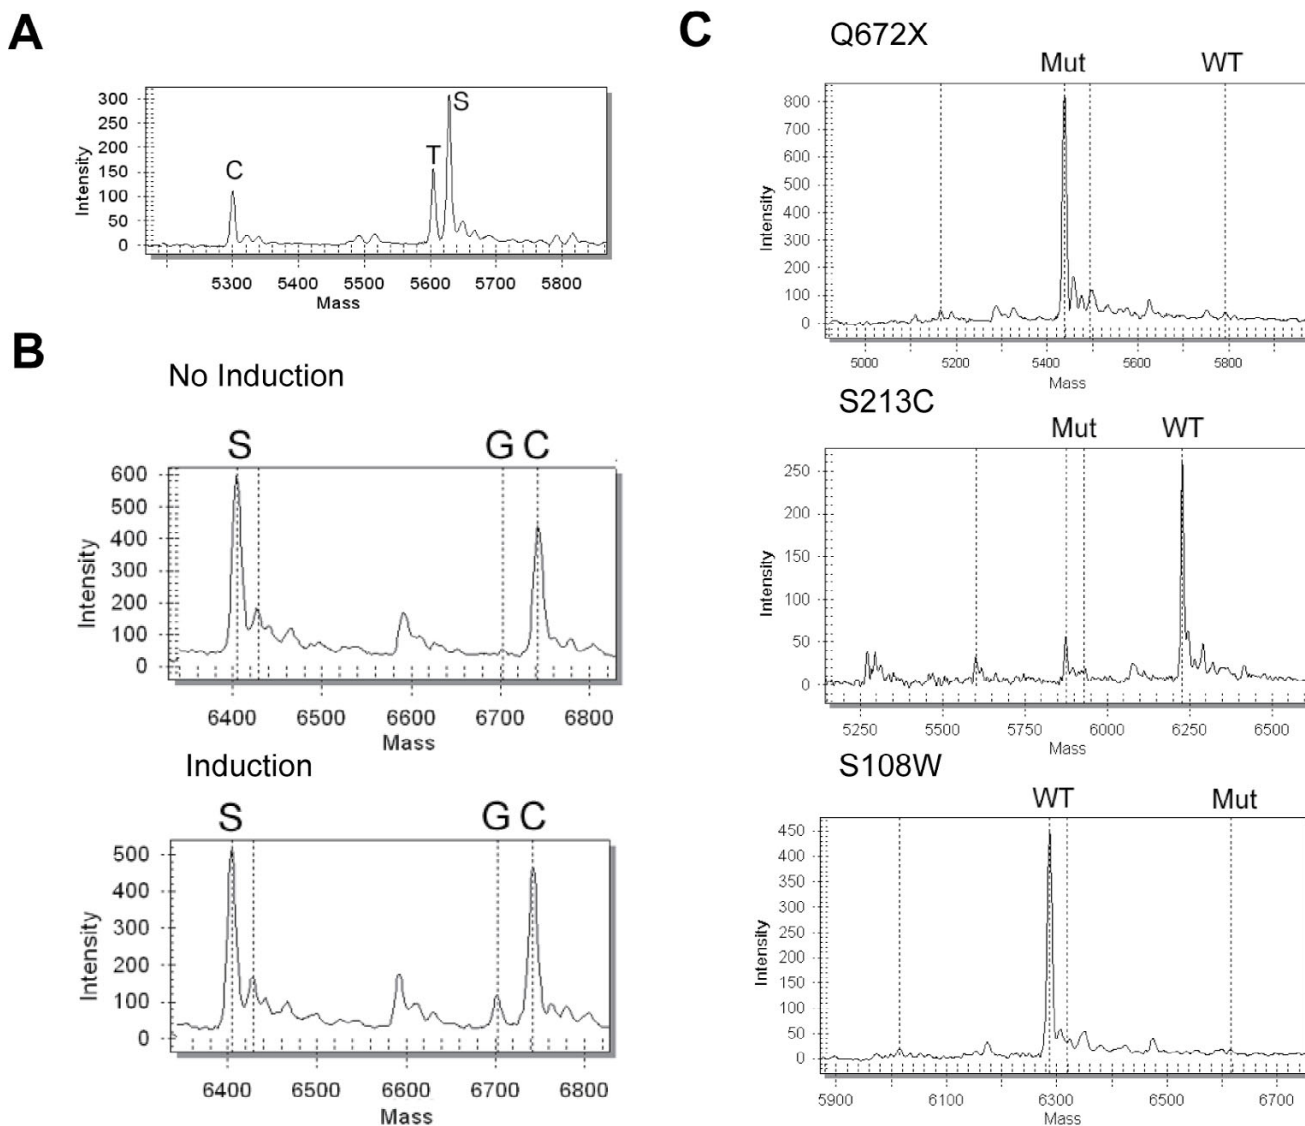 A
C
T
S
300
250
200
150
100
50
0
Intensity
5300 5400 5500 5600 5700 5800
Mass
B
No Induction
S G C
600
500
400
300
200
100
0
Intensity
6400 6500 6600 6700 6800
Mass
Induction
S G C
500
400
300
200
100
0
Intensity
6400 6500 6600 6700 6800
Mass
C
Q672X
Mut WT
800
700
600
500
400
300
200
100
0
Intensity
5000 5200 5400 5600 5800
Mass
S213C
Mut WT
250
200
150
100
50
0
Intensity
5250 5500 5750 6000 6250 6500
Mass
S108W
WT Mut
450
400
350
300
250
200
150
100
50
0
Intensity
5900 6100 6300 6500 6700
Mass